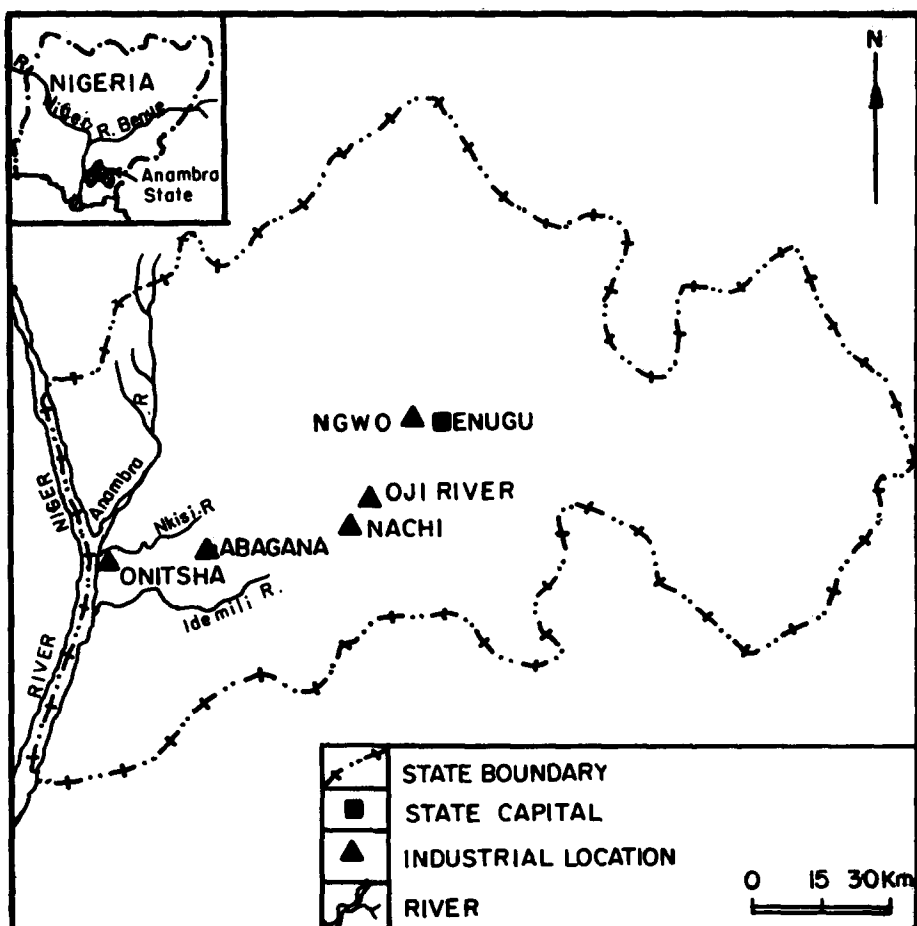 NIGERIA
R.
Niger
R. Benue
Anambra
State
N
NGWO
ENUGU
OJI RIVER
NACHI
R.
Anambra
NIGER
Nkisi.R
ABAGANA
ONITSHA
Idemili R.
RIVER
STATE BOUNDARY
STATE CAPITAL
INDUSTRIAL LOCATION
RIVER
0 15 30Km